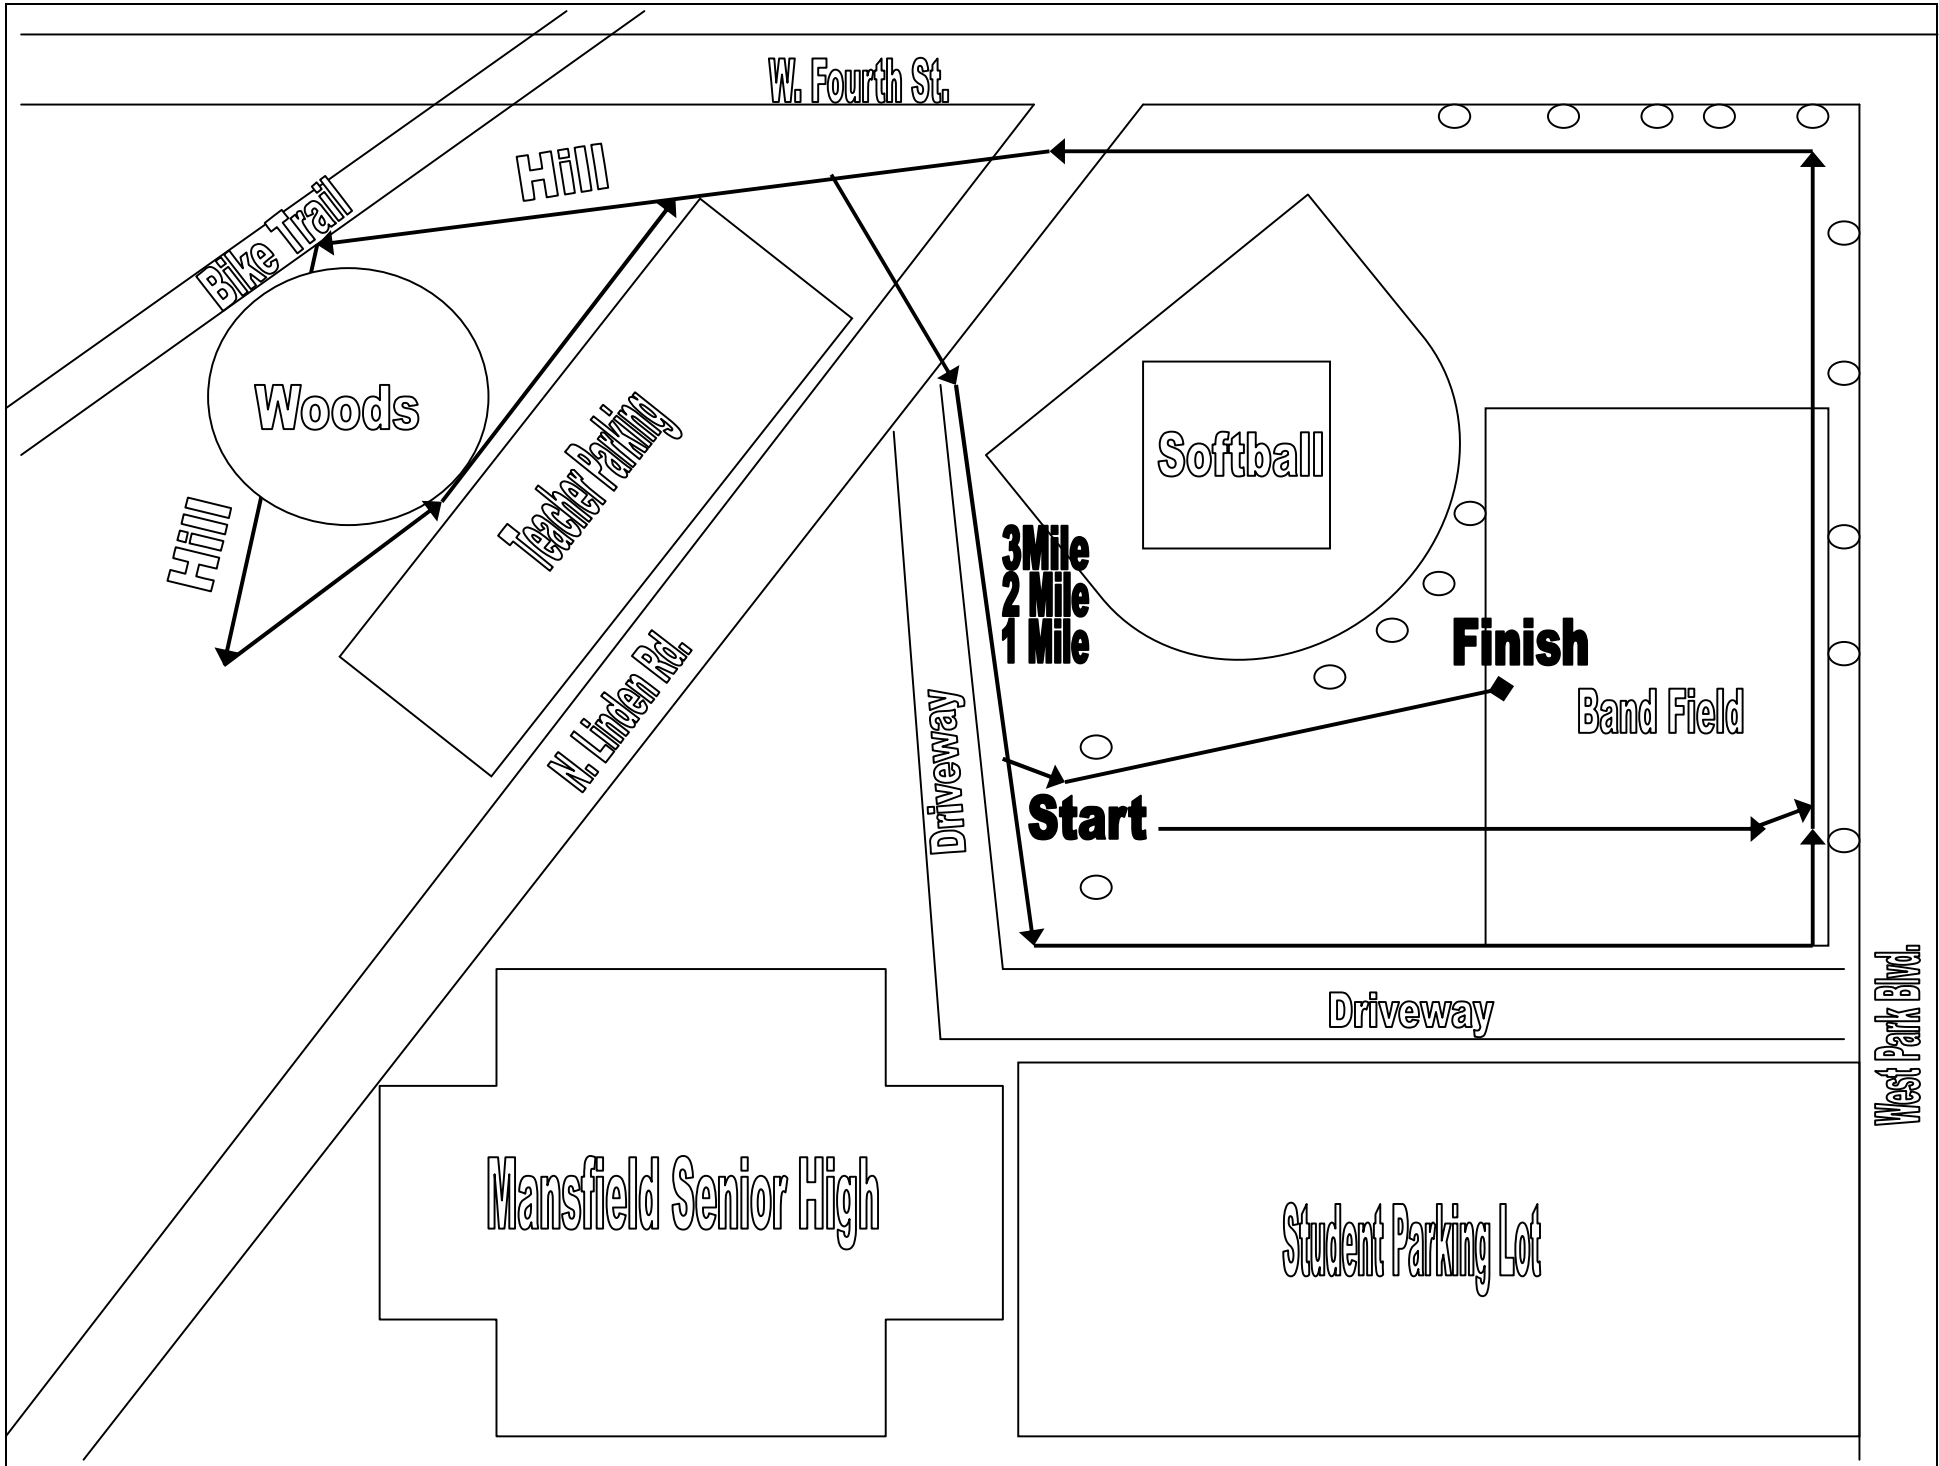 W. Fourth St.
Hill
Bike Trail
Woods
Teacher Parking
Softball
Hill
3Mile
2 Mile
1 Mile
Finish
N. Linden Rd.
Driveway
Band Field
Start
West Park Blvd.
Driveway
Mansfield Senior High
Student Parking Lot